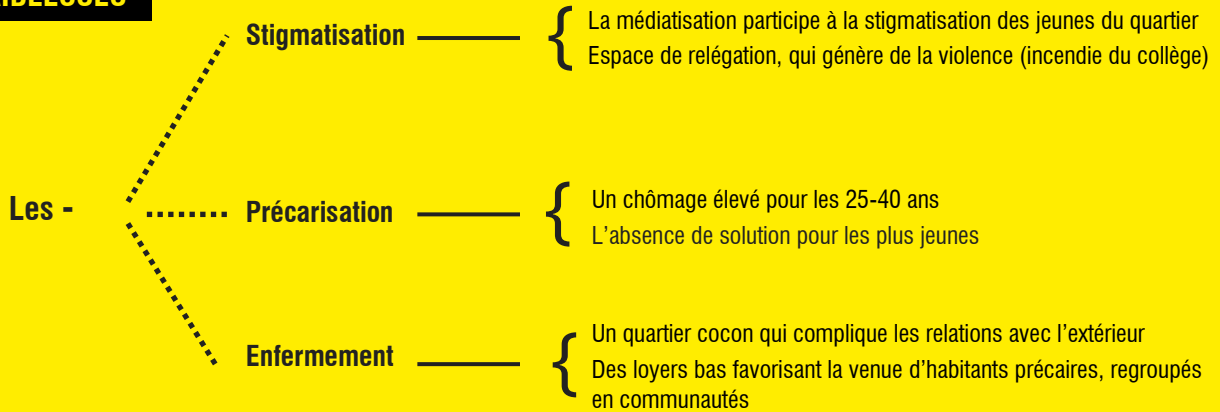 Stigmatisation
La médiatisation participe à la stigmatisation des jeunes du quartier
Espace de relégation, qui génère de la violence (incendie du collège)
Les -
Précarisation
Un chômage élevé pour les 25-40 ans
L'absence de solution pour les plus jeunes
Enfermement
Un quartier cocon qui complique les relations avec l'extérieur
Des loyers bas favorisant la venue d'habitants précaires, regroupés
en communautés